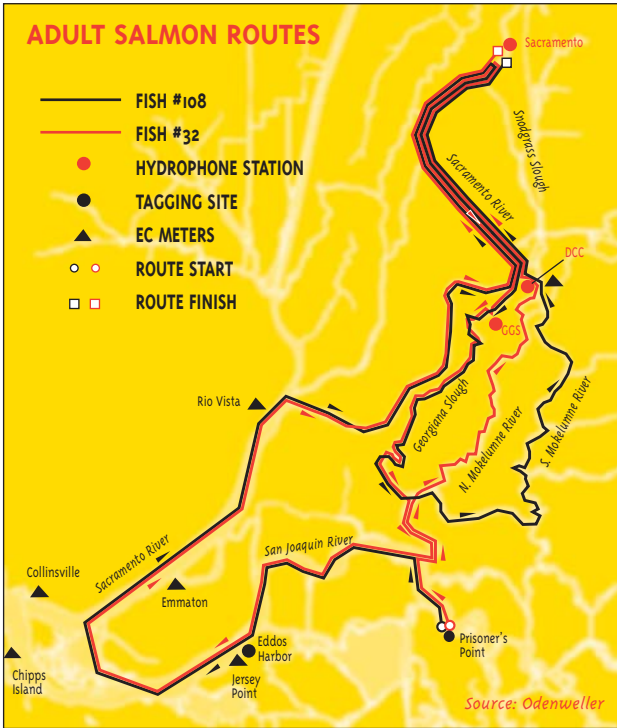 ADULT SALMON ROUTES
FISH #108
FISH #32
HYDROPHONE STATION
TAGGING SITE
EC METERS
ROUTE START
ROUTE FINISH
Sacramento
Snodgrass Slough
Sacramento River
DCC
GGS
Rio Vista
Georgiana Slough
N. Mokelumne River
S. Mokelumne River
Sacramento River
San Joaquin River
Collinsville
Emmaton
Chipps
Island
Eddos
Harbor
Jersey
Point
Prisoner's
Point
Source: Odenweller